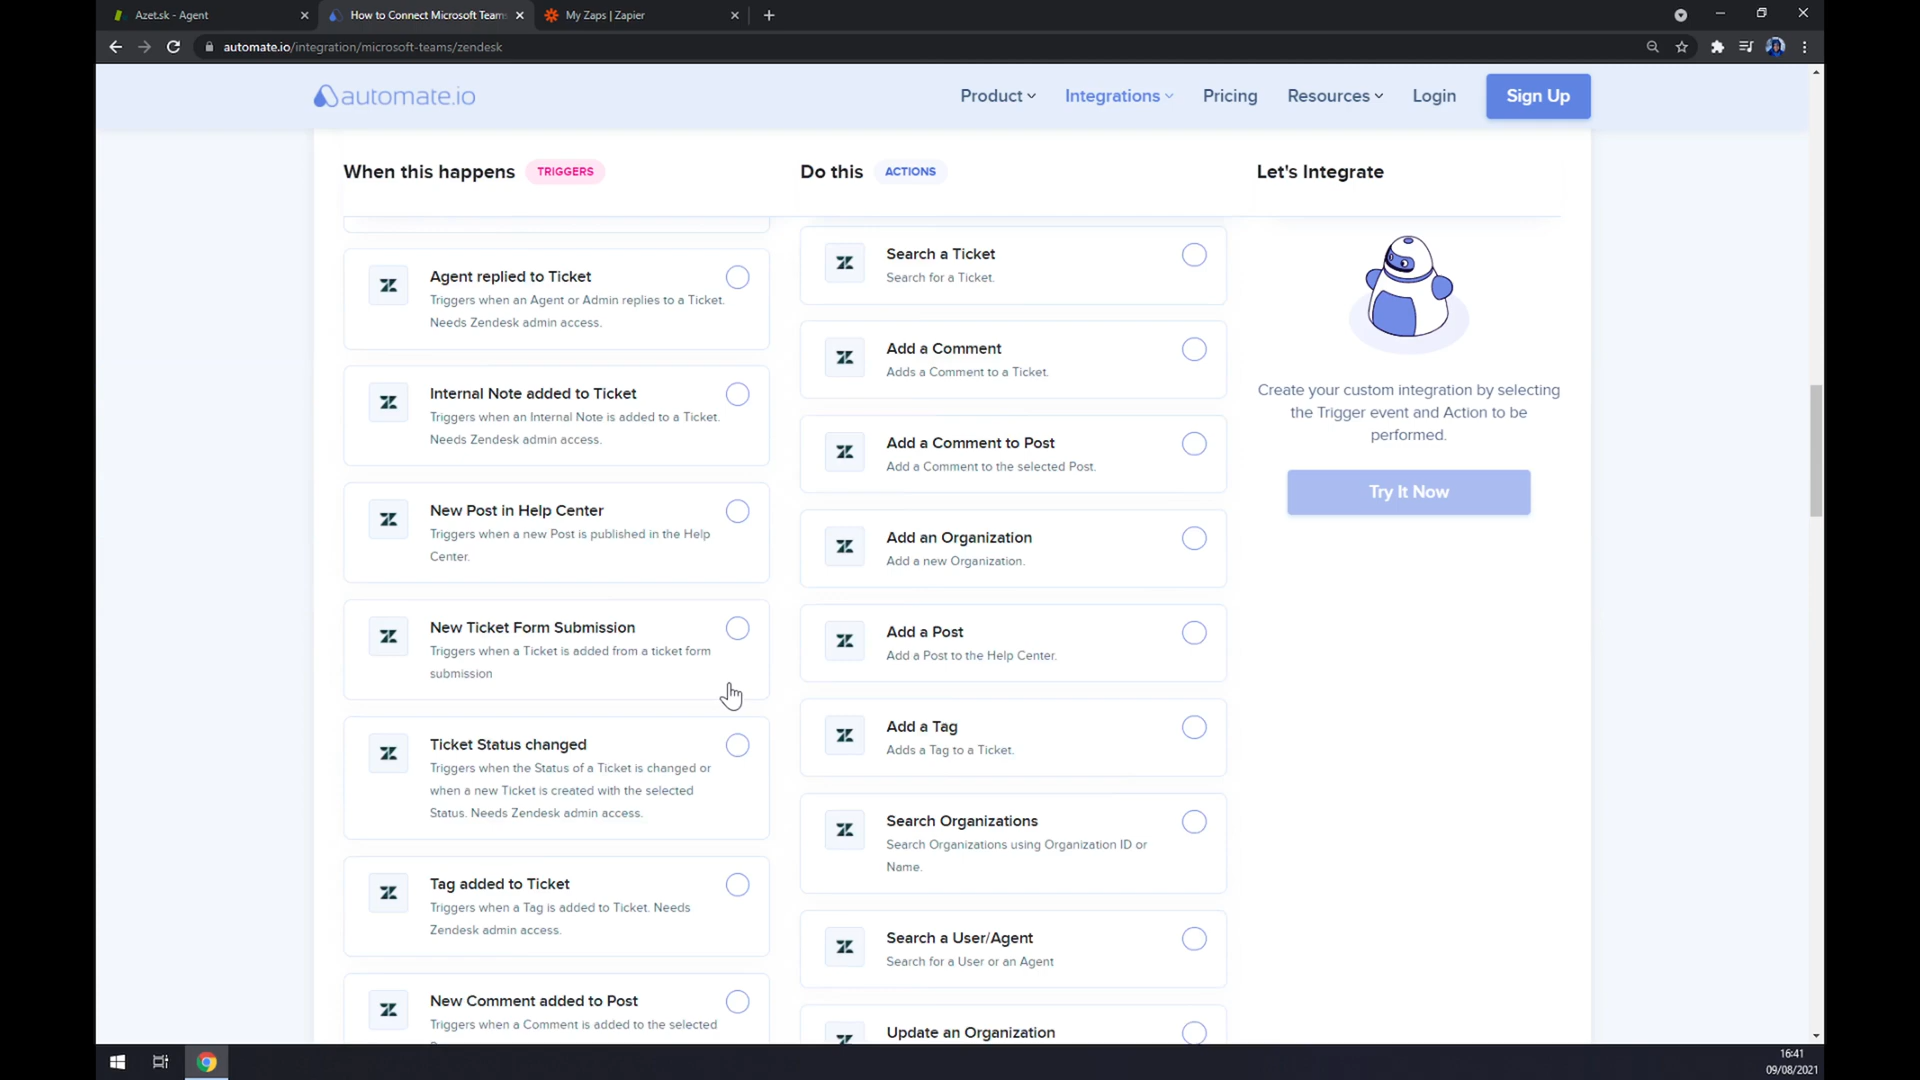 Azet.sk - Agent
How to Connect Microsoft Team
My Zaps | Zapier
automate.io/integration/microsoft-teams/zendesk
automate.io
Product
Integrations
Pricing
Resources
Login
Sign Up
When this happens TRIGGERS
Do this ACTIONS
Let's Integrate
Agent replied to Ticket
Triggers when an Agent or Admin replies to a Ticket.
Needs Zendesk admin access.
Internal Note added to Ticket
Triggers when an Internal Note is added to a Ticket.
Needs Zendesk admin access.
New Post in Help Center
Triggers when a new Post is published in the Help
Center.
New Ticket Form Submission
Triggers when a Ticket is added from a ticket form
submission
Ticket Status changed
Triggers when the Status of a Ticket is changed or
when a new Ticket is created with the selected
Status. Needs Zendesk admin access.
Tag added to Ticket
Triggers when a Tag is added to Ticket. Needs
Zendesk admin access.
New Comment added to Post
Triggers when a Comment is added to the selected
Search a Ticket
Search for a Ticket.
Add a Comment
Adds a Comment to a Ticket.
Add a Comment to Post
Add a Comment to the selected Post.
Add an Organization
Add a new Organization.
Add a Post
Add a Post to the Help Center.
Add a Tag
Adds a Tag to a Ticket.
Search Organizations
Search Organizations using Organization ID or
Name.
Search a User/Agent
Search for a User or an Agent
Update an Organization
Create your custom integration by selecting
the Trigger event and Action to be
performed.
Try It Now
16:41
09/08/2021